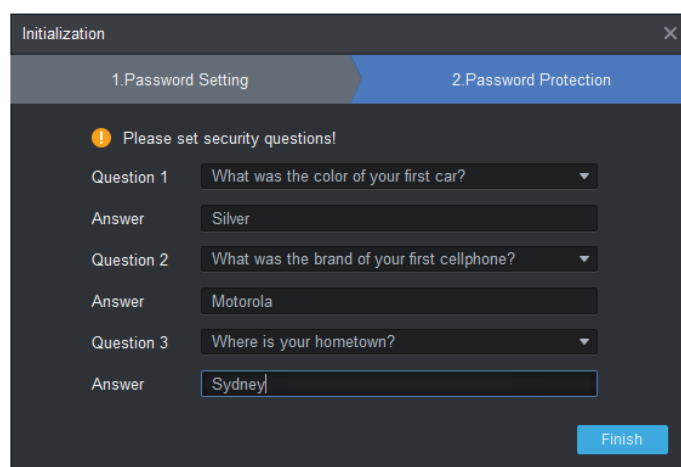 Initialization
1.Password Setting 2.Password Protection
Please set security questions!
Question 1 What was the color of your first car?
Answer Silver
Question 2 What was the brand of your first cellphone?
Answer Motorola
Question 3 Where is your hometown?
Answer Sydney
Finish